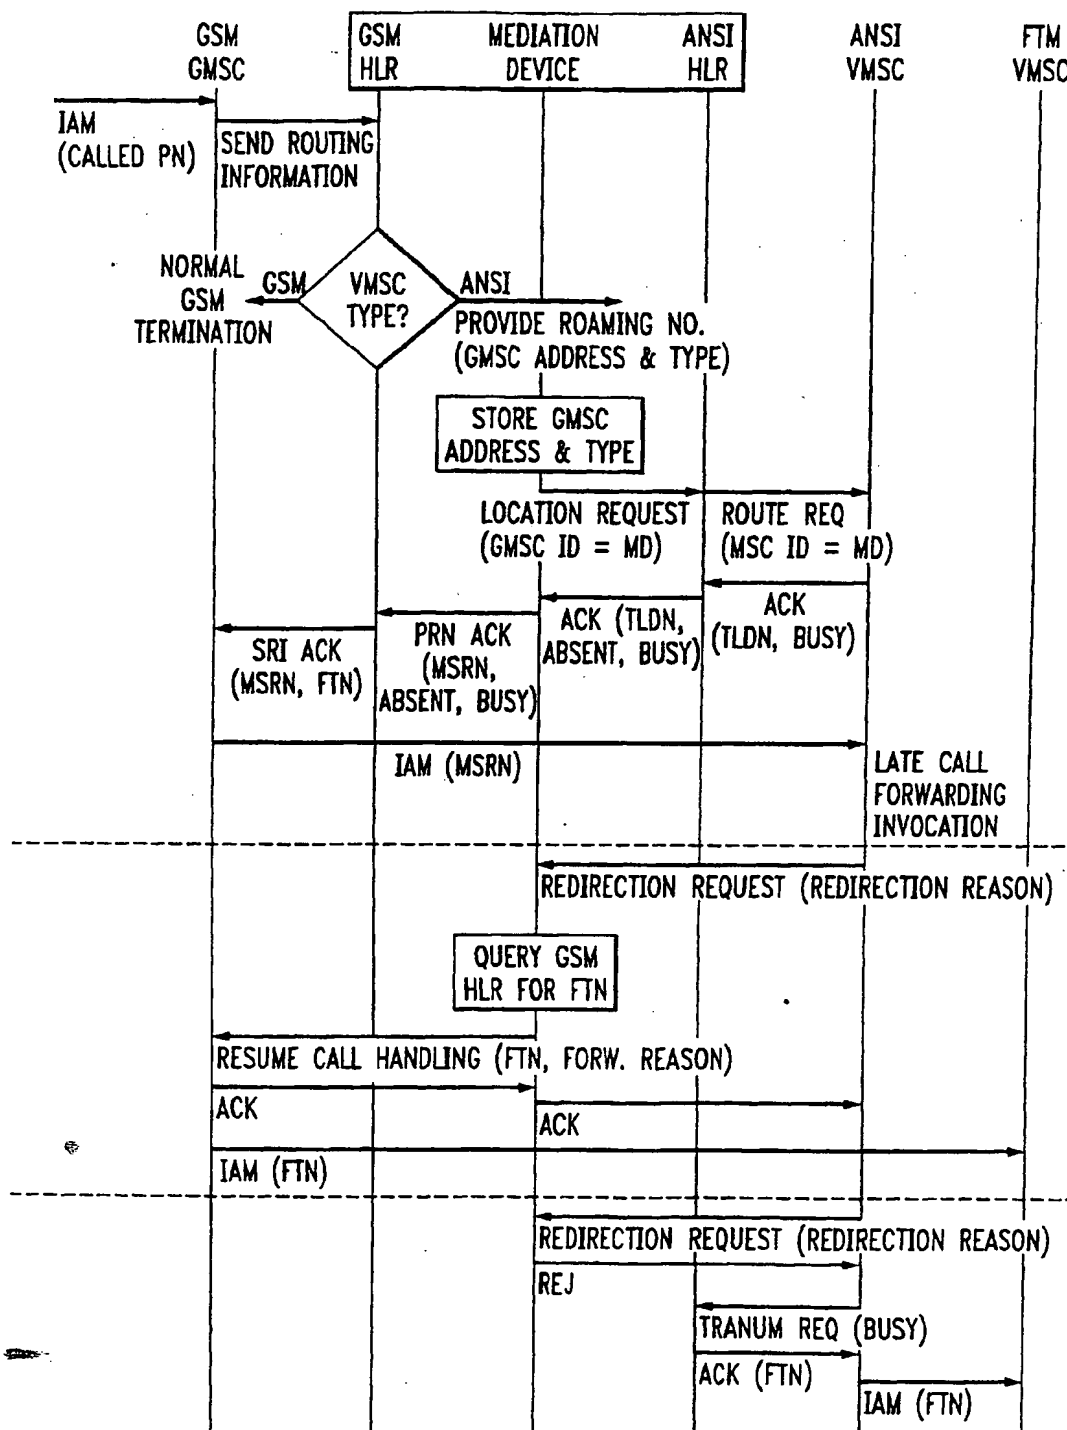 GSM
GMSC
GSM
HLR
MEDIATION
DEVICE
ANSI
HLR
ANSI
VMSC
FTM
VMSC
IAM
(CALLED PN)
SEND ROUTING
INFORMATION
NORMAL
GSM
TERMINATION
GSM
VMSC
TYPE?
ANSI
PROVIDE ROAMING NO.
(GMSC ADDRESS & TYPE)
STORE GMSC
ADDRESS & TYPE
LOCATION REQUEST
(GMSC ID = MD)
ROUTE REQ
(MSC ID = MD)
ACK
(TLDN, BUSY)
ACK (TLDN,
ABSENT, BUSY)
PRN ACK
(MSRN,
ABSENT, BUSY)
SRI ACK
(MSRN, FTN)
IAM (MSRN)
LATE CALL
FORWARDING
INVOCATION
REDIRECTION REQUEST (REDIRECTION REASON)
QUERY GSM
HLR FOR FTN
RESUME CALL HANDLING (FTN, FORW. REASON)
ACK
ACK
IAM (FTN)
REDIRECTION REQUEST (REDIRECTION REASON)
REJ
TRANUM REQ (BUSY)
ACK (FTN)
IAM (FTN)